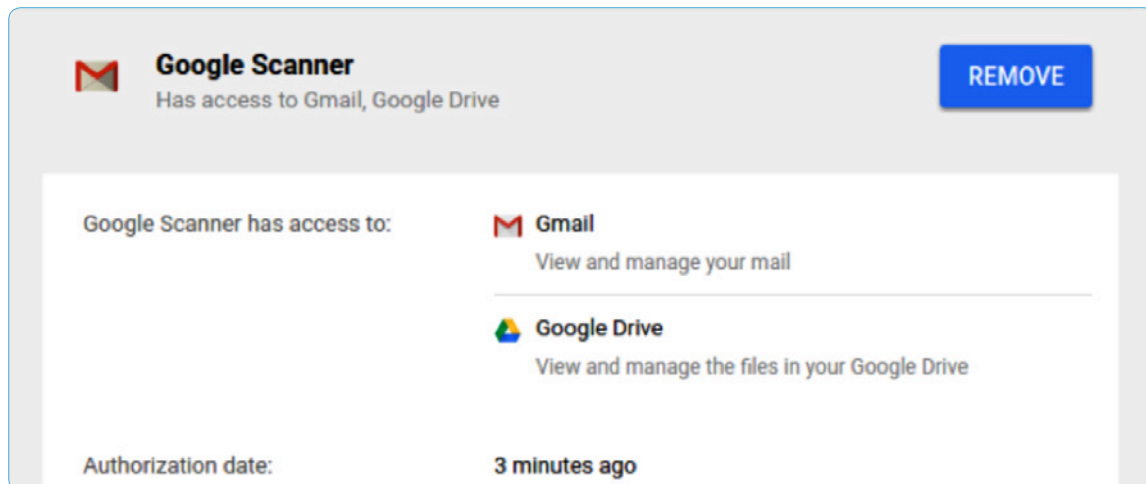 Google Scanner
Has access to Gmail, Google Drive
REMOVE
Google Scanner has access to:
Gmail
View and manage your mail
Google Drive
View and manage the files in your Google Drive
Authorization date:
3 minutes ago